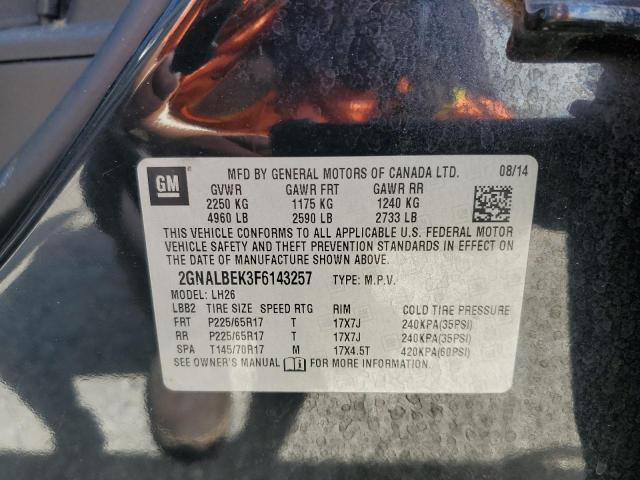 GM
MFD BY GENERAL MOTORS OF CANADA LTD. 08/14
GVWR GAWR FRT GAWR RR
2250 KG 1175 KG 1240 KG
4960 LB 2590 LB 2733 LB
THIS VEHICLE CONFORMS TO ALL APPLICABLE U.S. FEDERAL MOTOR
VEHICLE SAFETY AND THEFT PREVENTION STANDARDS IN EFFECT ON
THE DATE OF MANUFACTURE SHOWN ABOVE.
2GNALBEK3F6143257 TYPE: M.P.V.
MODEL: LH26
LBB2 TIRE SIZE SPEED RTG RIM COLD TIRE PRESSURE
FRT P225/65R17 T 17X7J 240KPA(35PSI)
RR P225/65R17 T 17X7J 240KPA(35PSI)
SPA T145/70R17 M 17X4.5T 420KPA(60PSI)
SEE OWNER'S MANUAL FOR MORE INFORMATION.